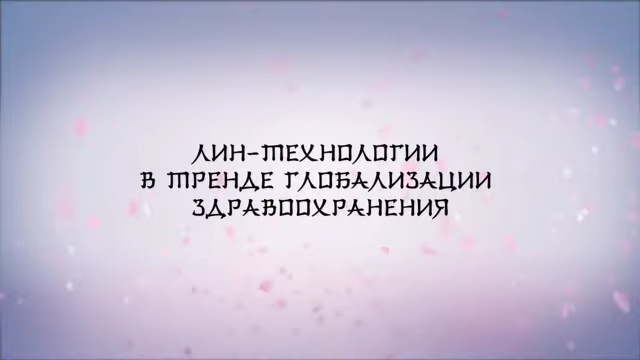 ЛИН-ТЕХНОЛОГИИ
В ТРЕНДЕ ГЛОБАЛИЗАЦИИ
ЗДРАВООХРАНЕНИЯ